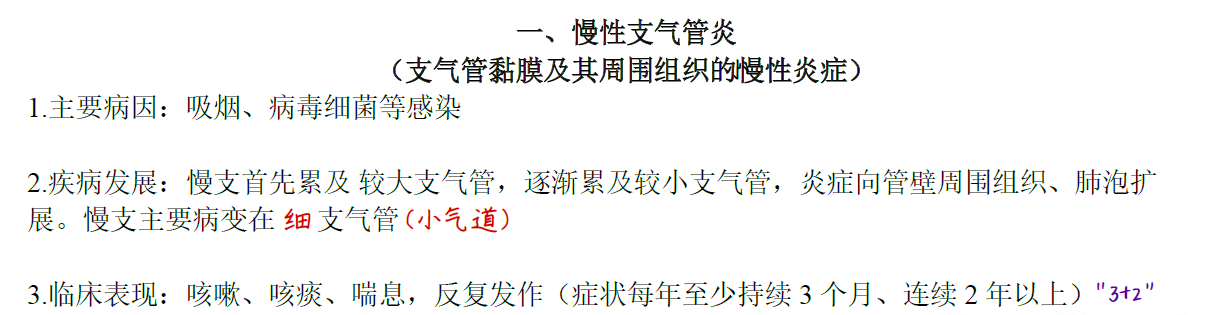 一、慢性支气管炎
（支气管黏膜及其周围组织的慢性炎症）
1.主要病因：吸烟、病毒细菌等感染
2.疾病发展：慢支首先累及 较大支气管，逐渐累及较小支气管，炎症向管壁周围组织、肺泡扩
展。慢支主要病变在 细 支气管(小气道)
3.临床表现：咳嗽、咳痰、喘息，反复发作（症状每年至少持续 3 个月、连续 2 年以上）"3+2"